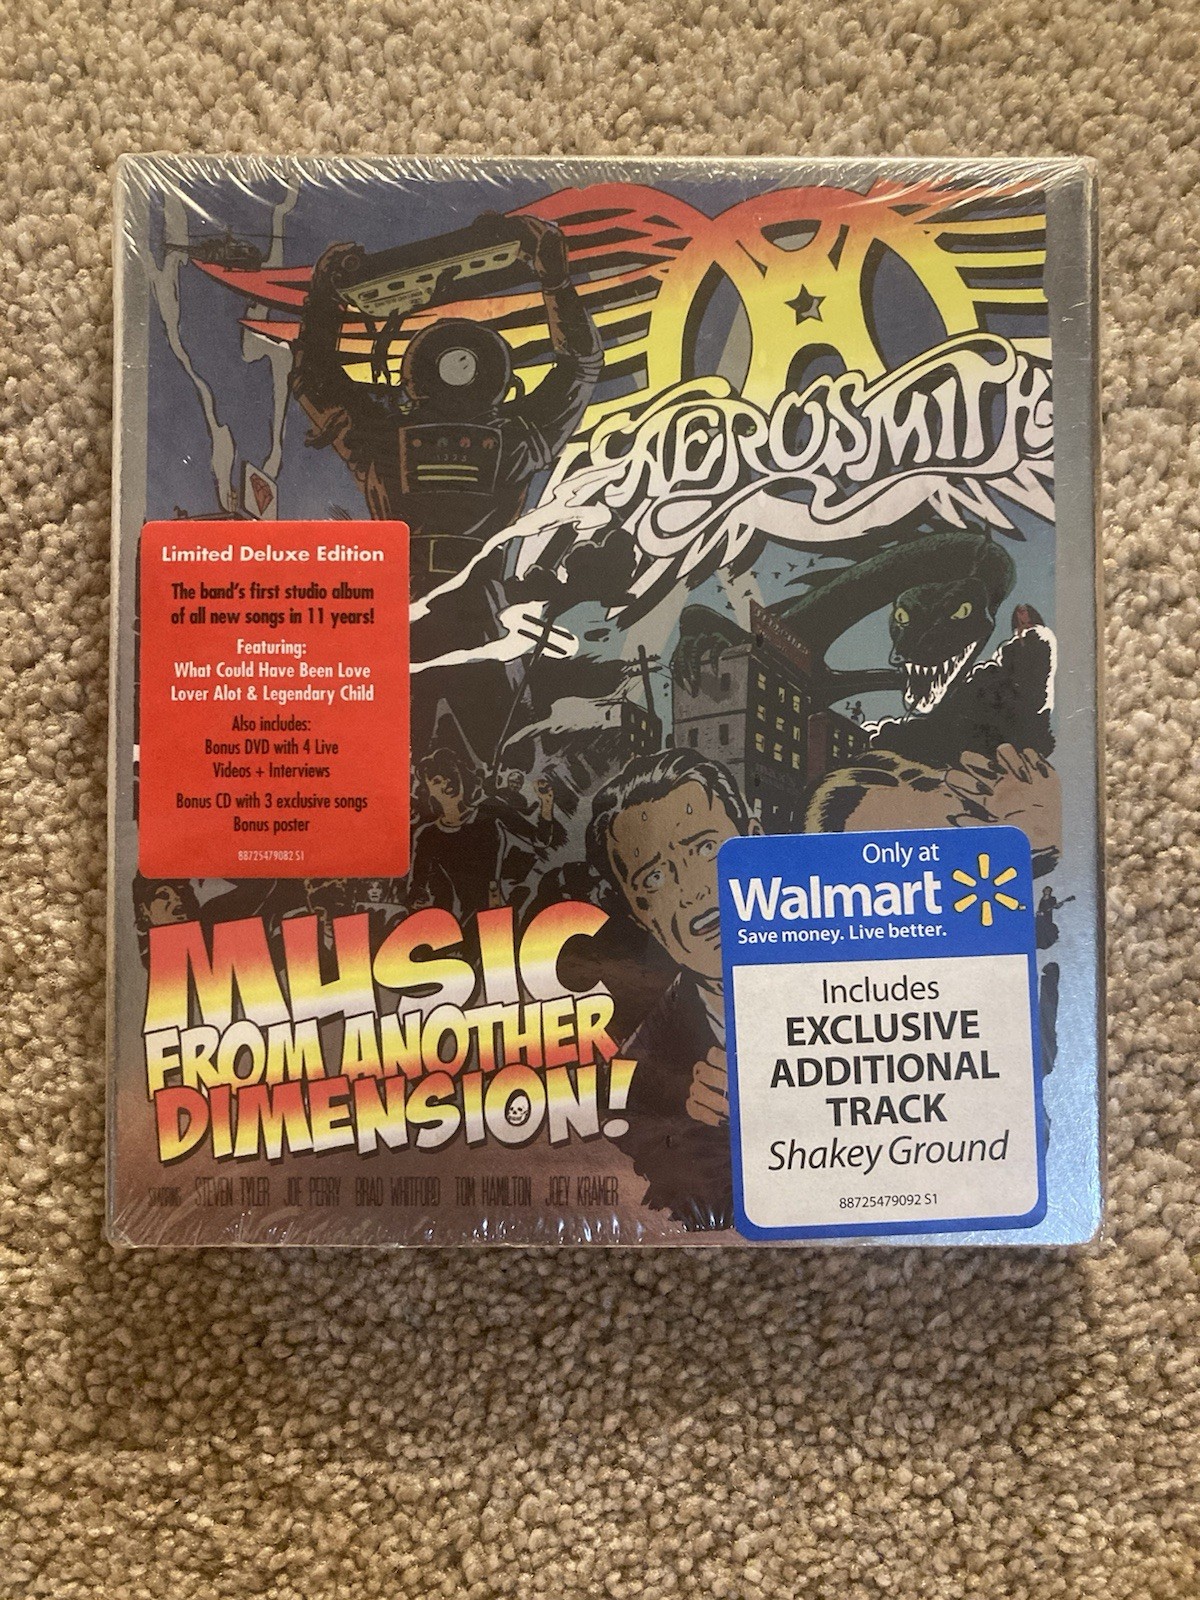 AEROSMITH
Limited Deluxe Edition
The band's first studio album
of all new songs in 11 years!
Featuring:
What Could Have Been Love
Lover Alot & Legendary Child
Also includes:
Bonus DVD with 4 Live
Videos + Interviews
Bonus CD with 3 exclusive songs
Bonus poster
88725479082 S1
Only at
Walmart
Save money. Live better.
Includes
EXCLUSIVE
ADDITIONAL
TRACK
Shakey Ground
88725479092 S1
MUSIC
FROM ANOTHER
DIMENSION!
STARRING STEVEN TYLER JOE PERRY BRAD WHITFORD TOM HAMILTON JOEY KRAMER